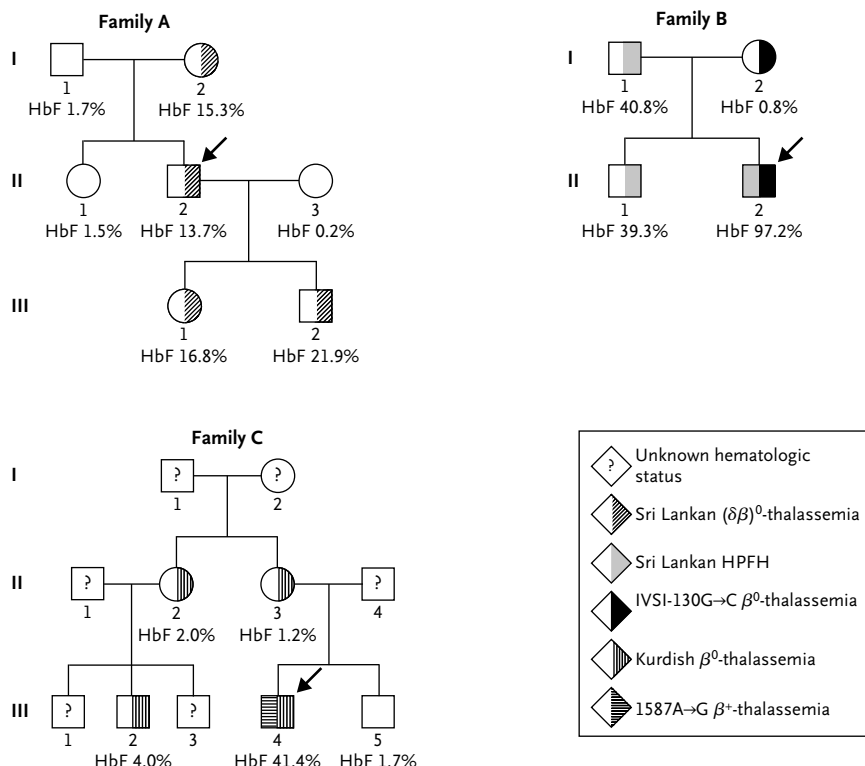 Family A
I
1
2
HbF 1.7%
HbF 15.3%
II
1
2
3
HbF 1.5%
HbF 13.7%
HbF 0.2%
III
1
2
HbF 16.8%
HbF 21.9%
Family B
I
1
2
HbF 40.8%
HbF 0.8%
II
1
2
HbF 39.3%
HbF 97.2%
Family C
I
?
?
1
2
II
?
?
1
2
3
4
HbF 2.0%
HbF 1.2%
III
?
?
1
2
3
4
5
HbF 4.0%
HbF 41.4%
HbF 1.7%
?
Unknown hematologic
status
Sri Lankan (δβ)⁰-thalassemia
Sri Lankan HPFH
IVSI-130G→C β⁰-thalassemia
Kurdish β⁰-thalassemia
1587A→G β⁺-thalassemia